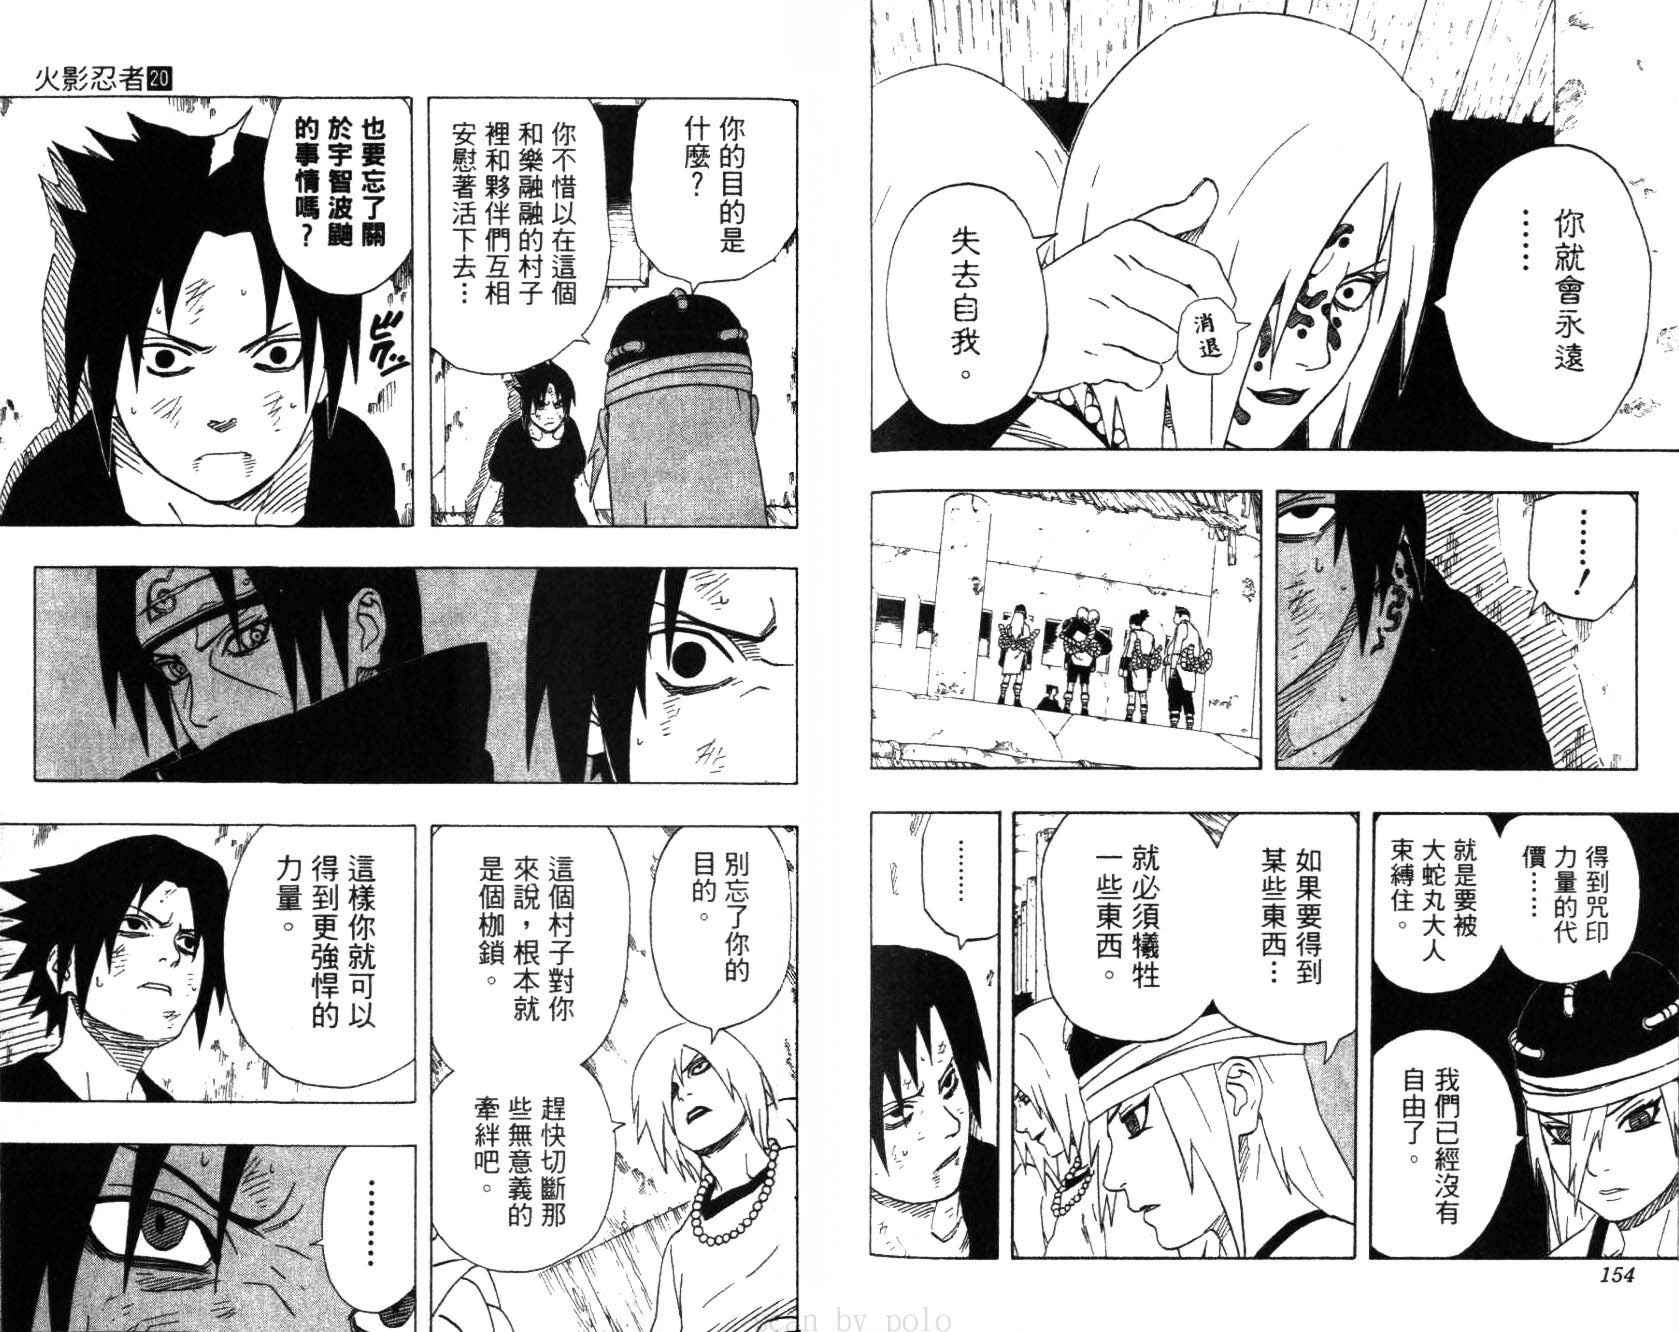 你就會永遠
……
失去自我。
消退
……！
得到咒印
力量的代
價……
就是要被
大蛇丸大人
束縛住。
我們已經沒有
自由了。
如果要得到
某些東西…
就必須犧牲
一些東西。
………
154
火影忍者20
你的目的是
什麼？
你不惜以在這個
和樂融融的村子
裡和夥伴們互相
安慰著活下去…
也要忘了關
於宇智波鼬
的事情嗎？
ビクッ
別忘了你的
目的。
這個村子對你
來說，根本就
是個枷鎖。
趕快切斷那
些無意義的
牽絆吧。
這樣你就可以
得到更強悍的
力量。
………
scan by polo